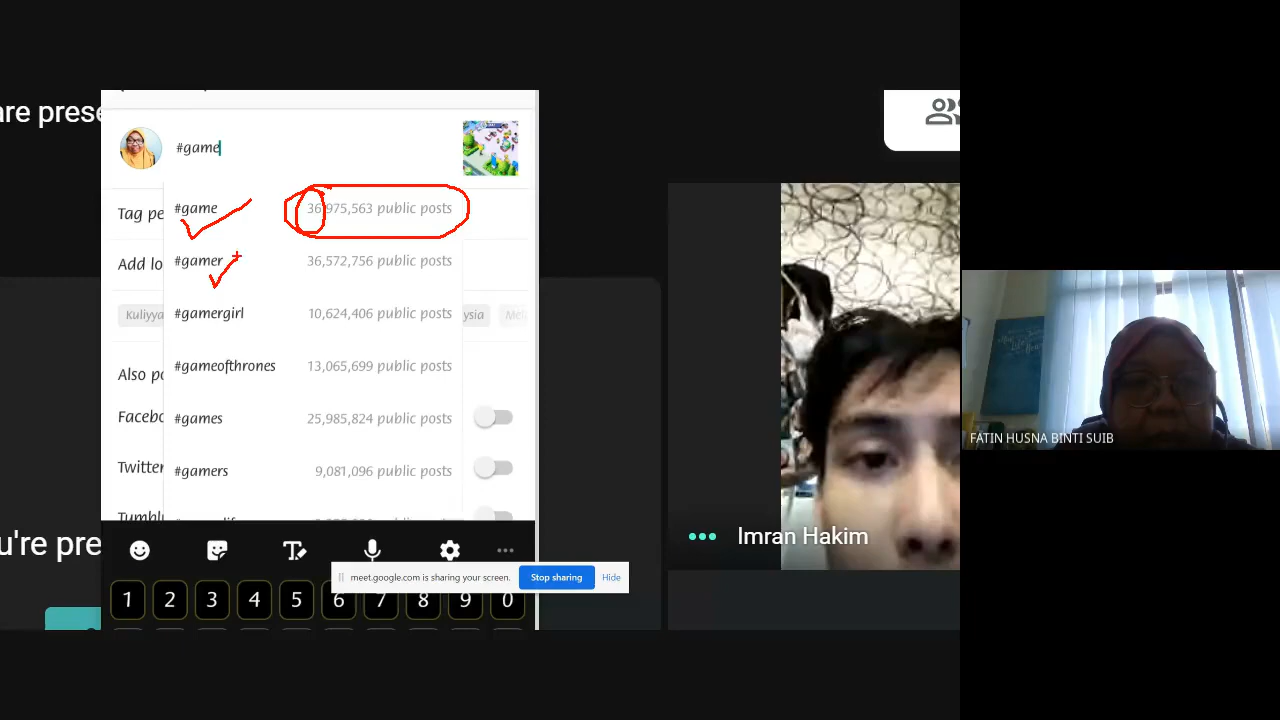 are prese
#game
Tag pe
#game 36,975,563 public posts
Add lo
#gamer 36,572,756 public posts
Kuliyya
#gamergirl 10,624,406 public posts
ysia
Mel
#gameofthrones 13,065,699 public posts
Also po
Facebo
#games 25,985,824 public posts
Twitter
#gamers 9,081,096 public posts
Tumbl
u're pre
meet.google.com is sharing your screen.
Stop sharing
Hide
1 2 3 4 5 6 7 8 9 0
Imran Hakim
FATIN HUSNA BINTI SUIB